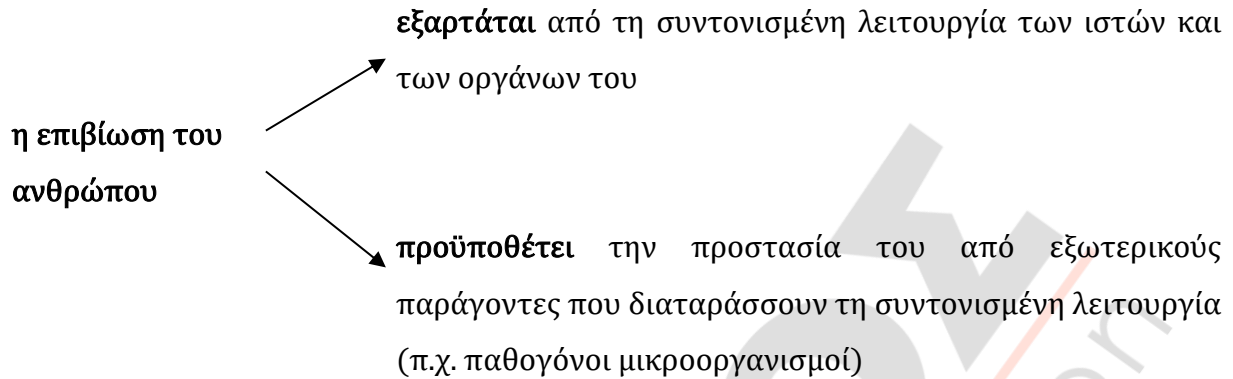 εξαρτάται από τη συντονισμένη λειτουργία των ιστών και
των οργάνων του
η επιβίωση του
ανθρώπου
προϋποθέτει την προστασία του από εξωτερικούς
παράγοντες που διαταράσσουν τη συντονισμένη λειτουργία
(π.χ. παθογόνοι μικροοργανισμοί)